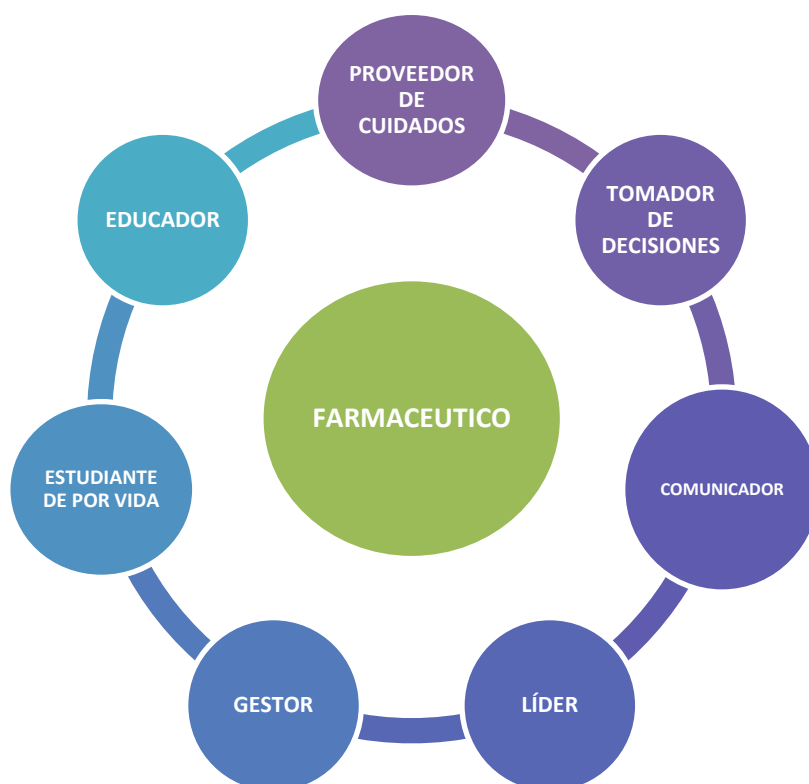 PROVEEDOR
DE
CUIDADOS
TOMADOR
DE
DECISIONES
COMUNICADOR
LÍDER
GESTOR
ESTUDIANTE
DE POR VIDA
EDUCADOR
FARMACEUTICO